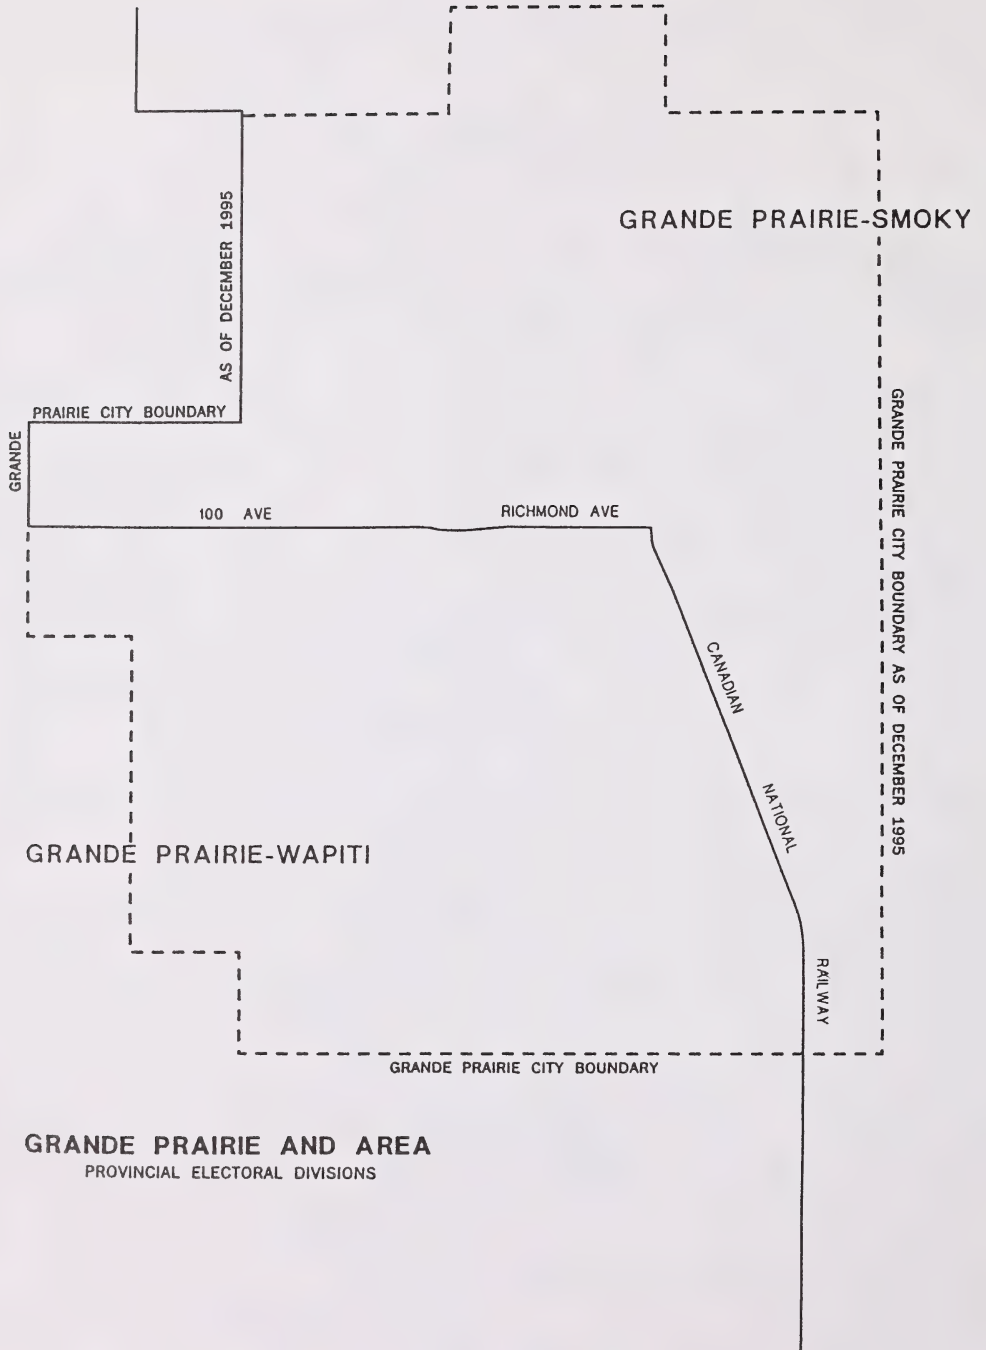 GRANDE PRAIRIE-SMOKY
AS OF DECEMBER 1995
PRAIRIE CITY BOUNDARY
GRANDE
GRANDE PRAIRIE CITY BOUNDARY AS OF DECEMBER 1995
100 AVE
RICHMOND AVE
CANADIAN
NATIONAL
GRANDE PRAIRIE-WAPITI
RAILWAY
GRANDE PRAIRIE CITY BOUNDARY
GRANDE PRAIRIE AND AREA
PROVINCIAL ELECTORAL DIVISIONS